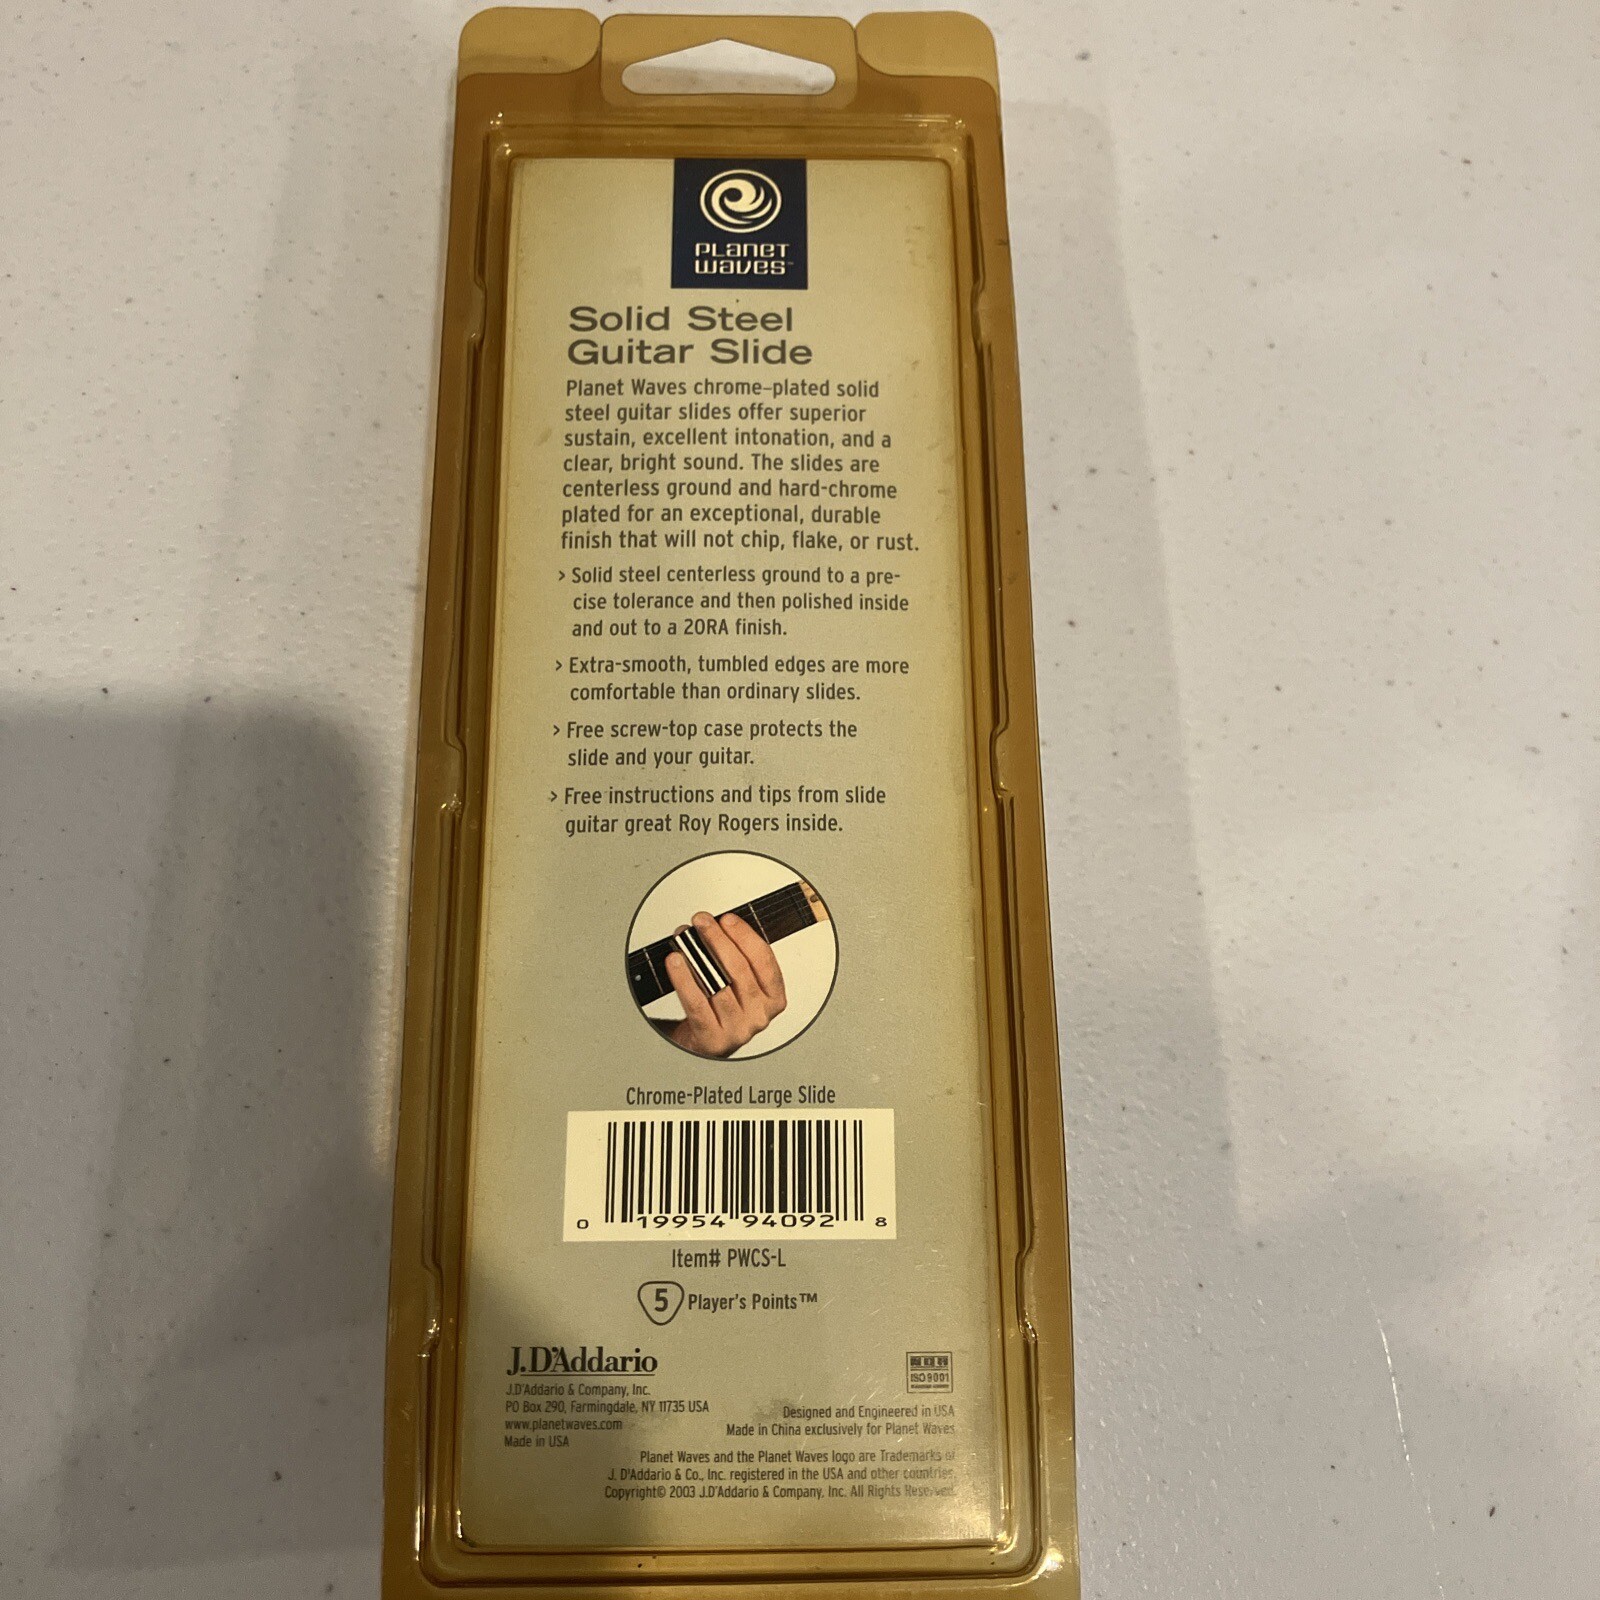 PLANET
WAVES™
Solid Steel
Guitar Slide
Planet Waves chrome-plated solid
steel guitar slides offer superior
sustain, excellent intonation, and a
clear, bright sound. The slides are
centerless ground and hard-chrome
plated for an exceptional, durable
finish that will not chip, flake, or rust.
> Solid steel centerless ground to a pre-
cise tolerance and then polished inside
and out to a 20RA finish.
> Extra-smooth, tumbled edges are more
comfortable than ordinary slides.
> Free screw-top case protects the
slide and your guitar.
> Free instructions and tips from slide
guitar great Roy Rogers inside.
Chrome-Plated Large Slide
0 19954 94092 8
Item# PWCS-L
5 Player's Points™
J.D'Addario
J.D'Addario & Company, Inc.
PO Box 290, Farmingdale, NY 11735 USA
www.planetwaves.com
Made in USA
ISO 9001
Designed and Engineered in USA
Made in China exclusively for Planet Waves
Planet Waves and the Planet Waves logo are Trademarks of
J. D'Addario & Co., Inc. registered in the USA and other countries.
Copyright© 2003 J.D'Addario & Company, Inc. All Rights Reserved.